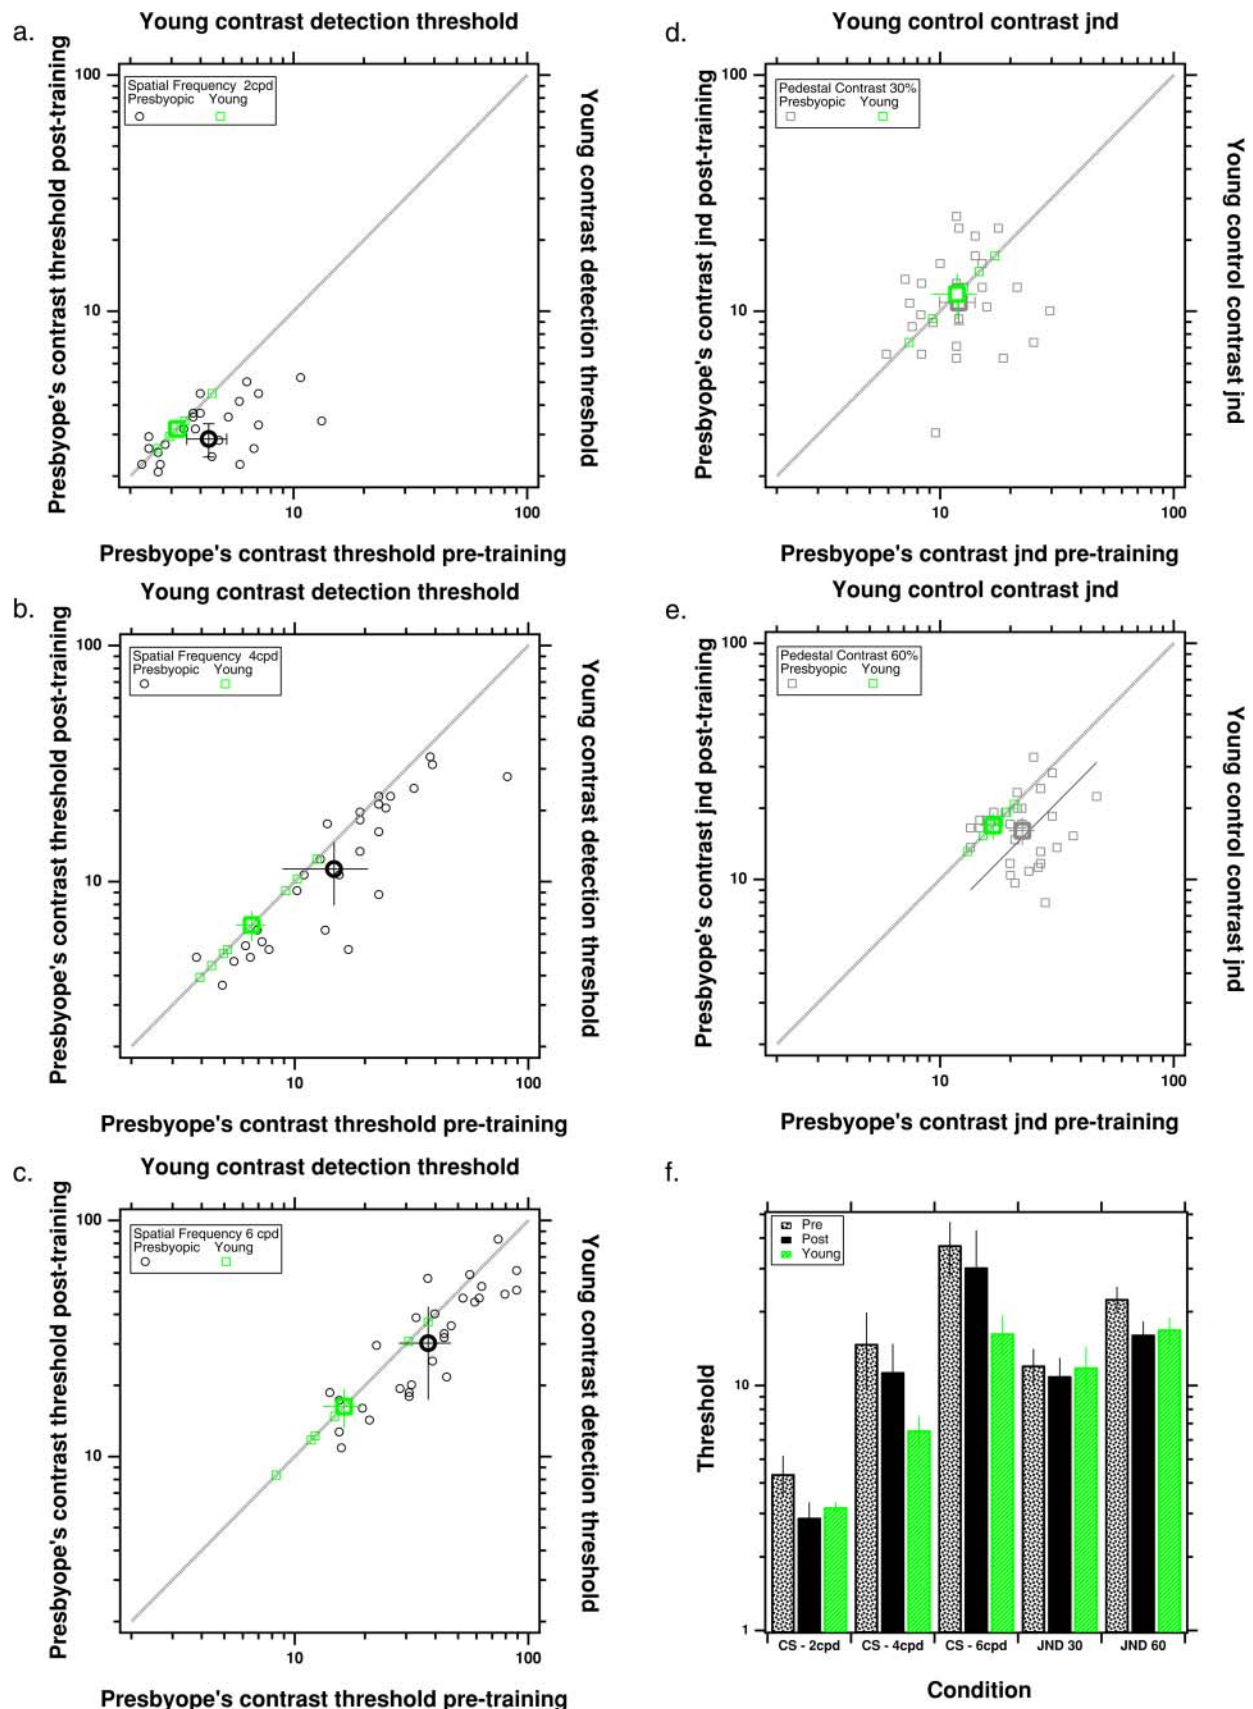 a.
Young contrast detection threshold
Presbyope's contrast threshold post-training
100
10
Spatial Frequency 2cpd
Presbyopic Young
10
100
Young contrast detection threshold
Presbyope's contrast threshold pre-training
d.
Young control contrast jnd
Presbyope's contrast jnd post-training
100
10
Pedestal Contrast 30%
Presbyopic Young
10
100
Young control contrast jnd
Presbyope's contrast jnd pre-training
b.
Young contrast detection threshold
Presbyope's contrast threshold post-training
100
10
Spatial Frequency 4cpd
Presbyopic Young
10
100
Young contrast detection threshold
Presbyope's contrast threshold pre-training
e.
Young control contrast jnd
Presbyope's contrast jnd post-training
100
10
Pedestal Contrast 60%
Presbyopic Young
10
100
Young control contrast jnd
Presbyope's contrast jnd pre-training
c.
Young contrast detection threshold
Presbyope's contrast threshold post-training
100
10
Spatial Frequency 6 cpd
Presbyopic Young
10
100
Young contrast detection threshold
Presbyope's contrast threshold pre-training
f.
Threshold
10
1
Pre
Post
Young
CS - 2cpd
CS - 4cpd
CS - 6cpd
JND 30
JND 60
Condition